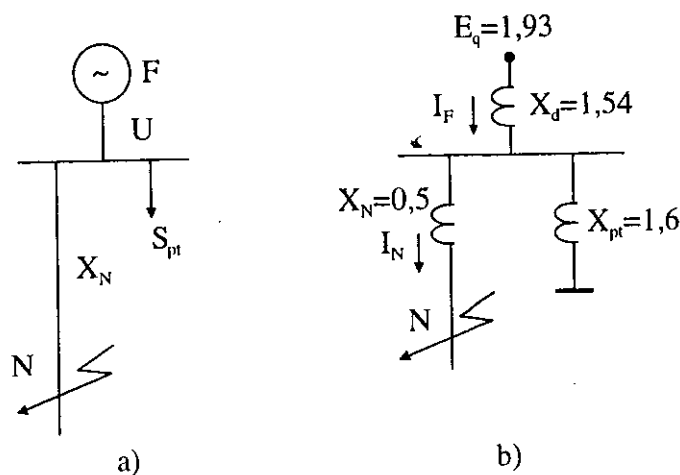 F
~
U
S_pt
X_N
N
a)
E_q=1,93
I_F
X_d=1,54
X_N=0,5
I_N
X_pt=1,6
N
b)